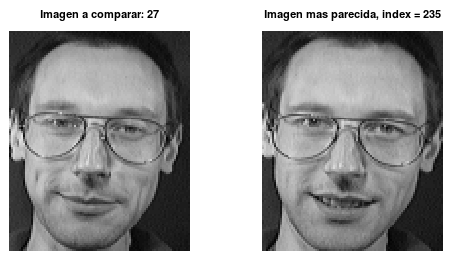 Imagen a comparar: 27
Imagen mas parecida, index = 235